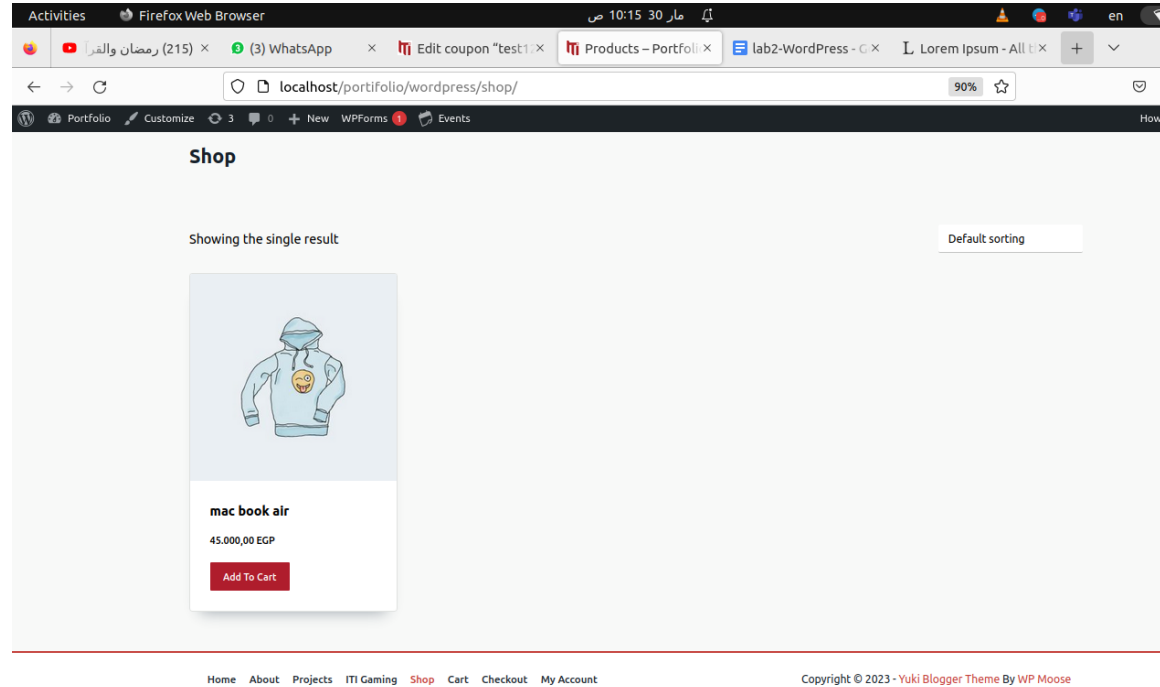 Activities Firefox Web Browser 10:15 30 مار ص en
(215) رمضان والقرآ × (3) WhatsApp × Edit coupon “test1 × Products – Portfoli × lab2-WordPress - G × Lorem Ipsum - All t × +
localhost/portifolio/wordpress/shop/ 90%
Portfolio Customize 3 0 + New WPForms 1 Events How
Shop
Showing the single result Default sorting
mac book air
45.000,00 EGP
Add To Cart
Home About Projects ITI Gaming Shop Cart Checkout My Account Copyright © 2023 - Yuki Blogger Theme By WP Moose